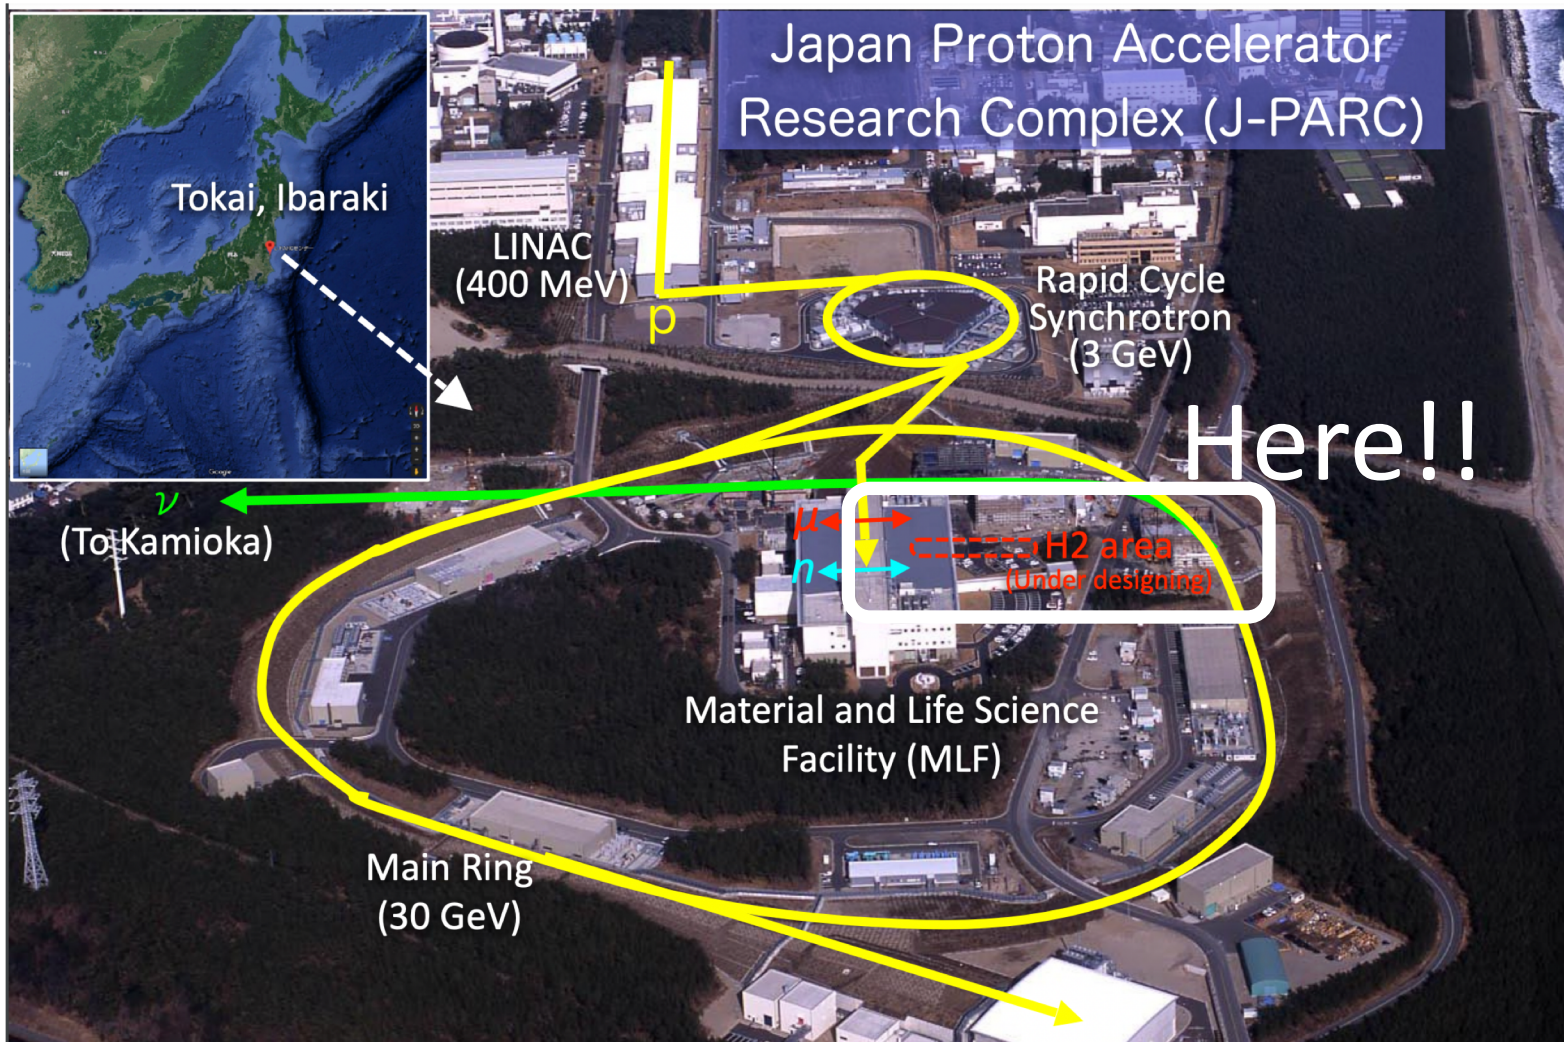 Japan Proton Accelerator
Research Complex (J-PARC)
Tokai, Ibaraki
LINAC
(400 MeV)
p
Rapid Cycle
Synchrotron
(3 GeV)
Here!!
ν
(To Kamioka)
μ
n
H2 area
(Under designing)
Material and Life Science
Facility (MLF)
Main Ring
(30 GeV)
Google